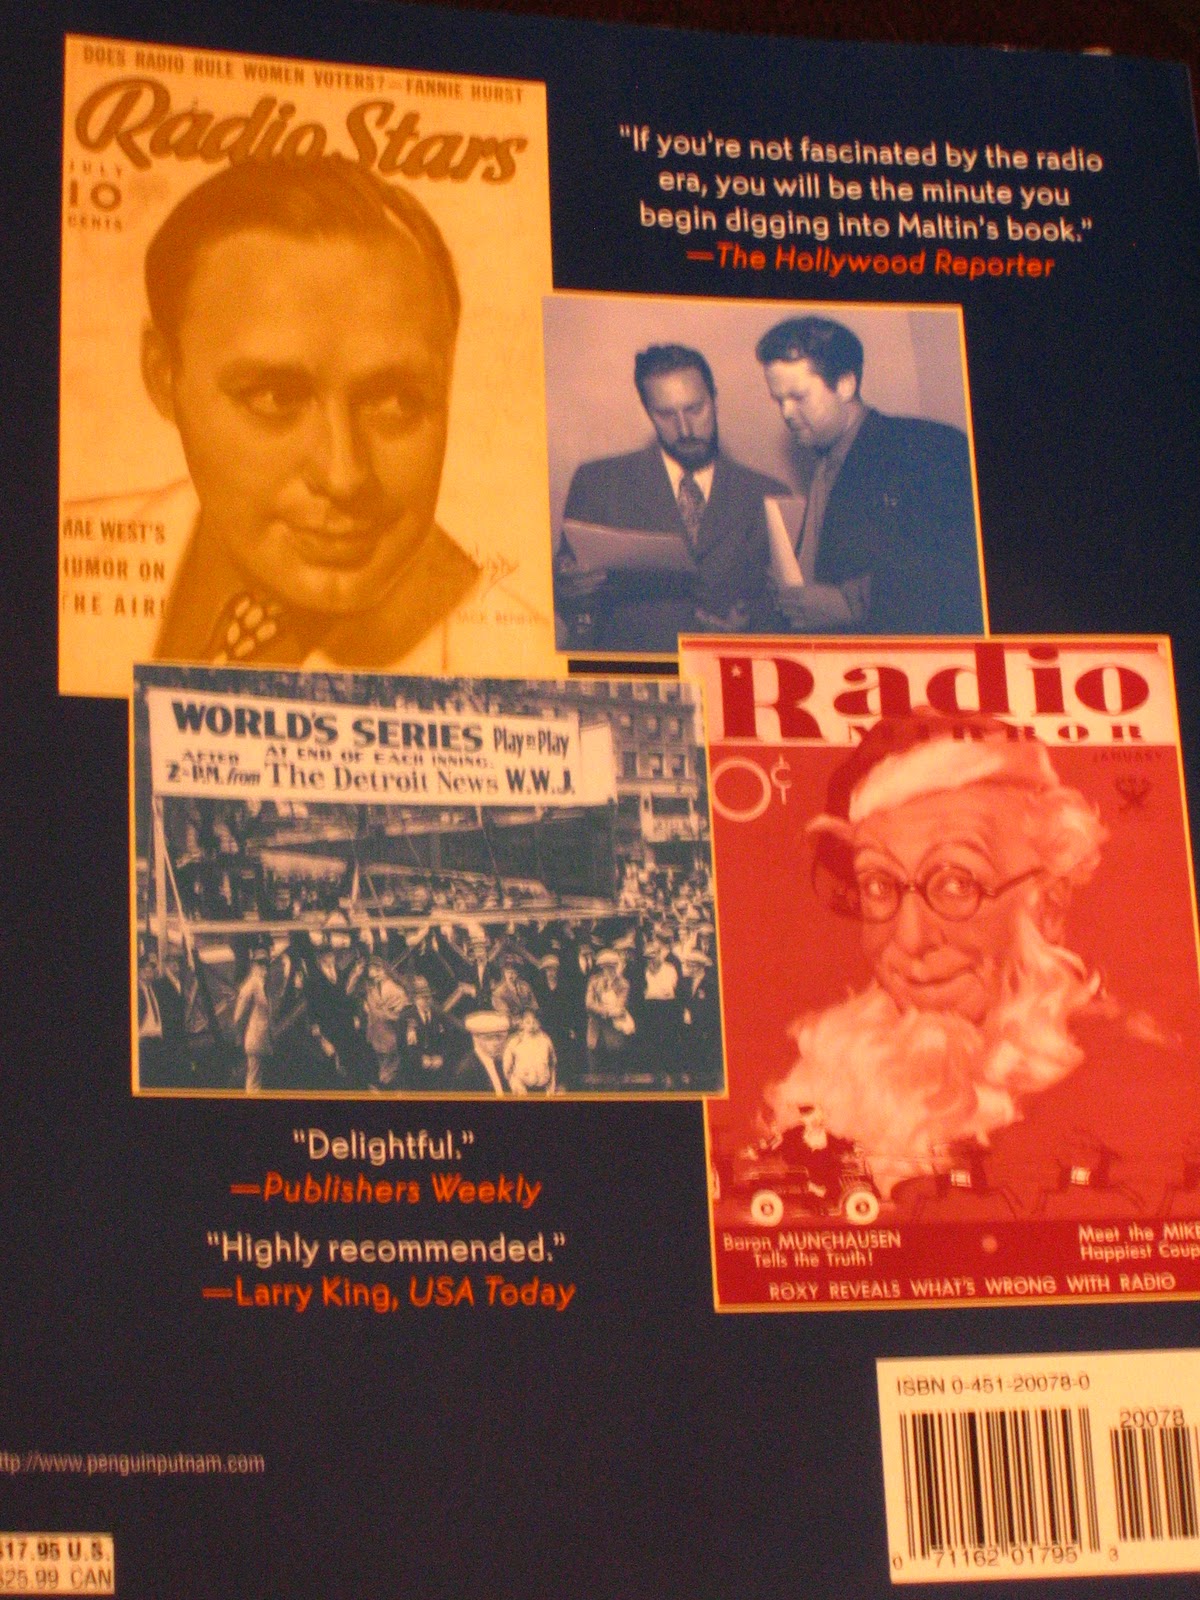 DOES RADIO RULE WOMEN VOTERS?—FANNIE HURST
Radio Stars
JULY
10
CENTS
MAE WEST'S
HUMOR ON
THE AIR!
JACK BENNY
"If you're not fascinated by the radio
era, you will be the minute you
begin digging into Maltin's book."
—The Hollywood Reporter
WORLD'S SERIES Play by Play
AFTER AT END OF EACH INNING.
2-P.M. from The Detroit News W.W.J.
Radio
MIRROR
JANUARY
0¢
Baron MUNCHAUSEN
Tells the Truth!
Meet the MIKE
Happiest Coup
ROXY REVEALS WHAT'S WRONG WITH RADIO
"Delightful."
—Publishers Weekly
"Highly recommended."
—Larry King, USA Today
ttp://www.penguinputnam.com
$17.95 U.S.
$25.99 CAN
ISBN 0-451-20078-0
20078
0 71162 01795 3